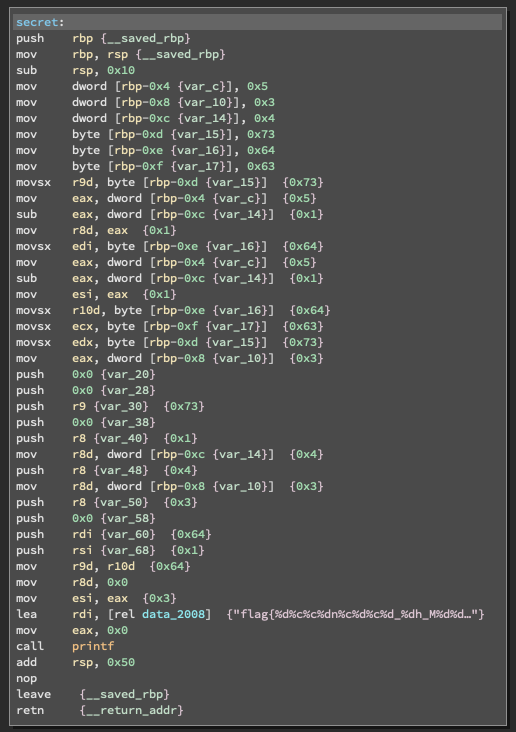 secret:
push rbp {__saved_rbp}
mov rbp, rsp {__saved_rbp}
sub rsp, 0x10
mov dword [rbp-0x4 {var_c}], 0x5
mov dword [rbp-0x8 {var_10}], 0x3
mov dword [rbp-0xc {var_14}], 0x4
mov byte [rbp-0xd {var_15}], 0x73
mov byte [rbp-0xe {var_16}], 0x64
mov byte [rbp-0xf {var_17}], 0x63
movsx r9d, byte [rbp-0xd {var_15}] {0x73}
mov eax, dword [rbp-0x4 {var_c}] {0x5}
sub eax, dword [rbp-0xc {var_14}] {0x1}
mov r8d, eax {0x1}
movsx edi, byte [rbp-0xe {var_16}] {0x64}
mov eax, dword [rbp-0x4 {var_c}] {0x5}
sub eax, dword [rbp-0xc {var_14}] {0x1}
mov esi, eax {0x1}
movsx r10d, byte [rbp-0xe {var_16}] {0x64}
movsx ecx, byte [rbp-0xf {var_17}] {0x63}
movsx edx, byte [rbp-0xd {var_15}] {0x73}
mov eax, dword [rbp-0x8 {var_10}] {0x3}
push 0x0 {var_20}
push 0x0 {var_28}
push r9 {var_30} {0x73}
push 0x0 {var_38}
push r8 {var_40} {0x1}
mov r8d, dword [rbp-0xc {var_14}] {0x4}
push r8 {var_48} {0x4}
mov r8d, dword [rbp-0x8 {var_10}] {0x3}
push r8 {var_50} {0x3}
push 0x0 {var_58}
push rdi {var_60} {0x64}
push rsi {var_68} {0x1}
mov r9d, r10d {0x64}
mov r8d, 0x0
mov esi, eax {0x3}
lea rdi, [rel data_2008] {"flag{%d%c%c%dn%c%d%c%d_%dh_M%d%d…"}
mov eax, 0x0
call printf
add rsp, 0x50
nop
leave {__saved_rbp}
retn {__return_addr}